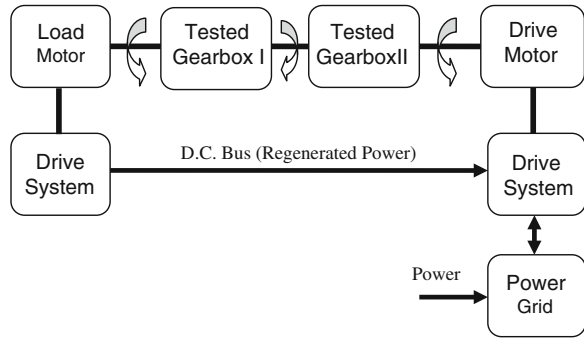 Load
Motor
Tested
Gearbox I
Tested
GearboxII
Drive
Motor
Drive
System
D.C. Bus (Regenerated Power)
Drive
System
Power
Power
Grid